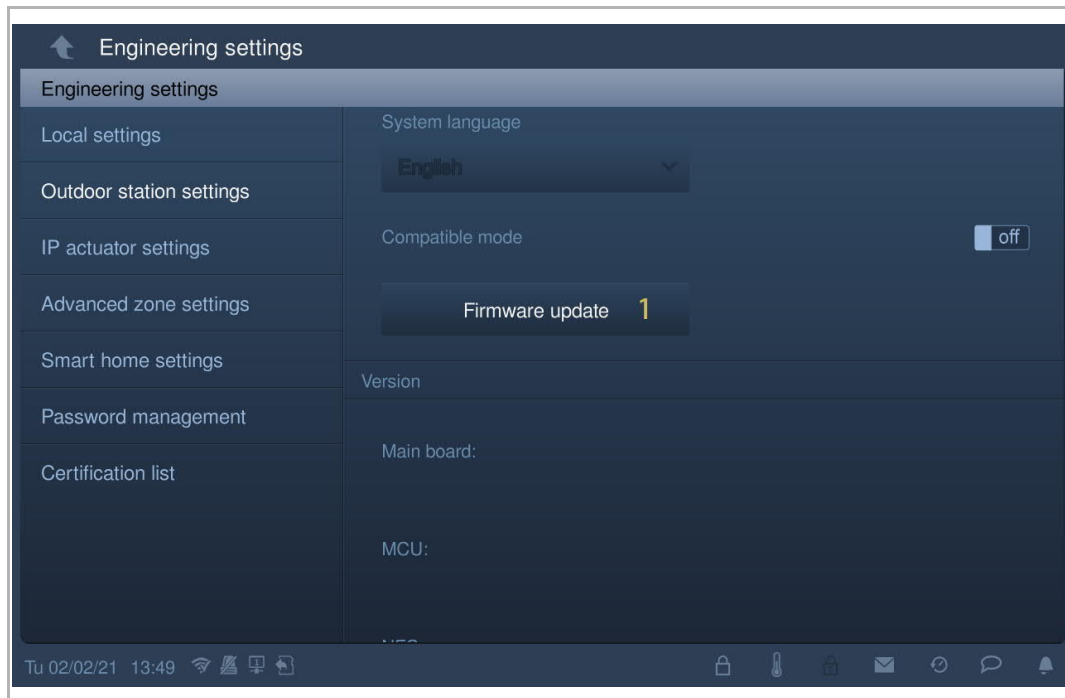 Engineering settings
Engineering settings
Local settings
Outdoor station settings
IP actuator settings
Advanced zone settings
Smart home settings
Password management
Certification list
System language
English
Compatible mode
off
Firmware update 1
Version
Main board:
MCU:
Tu 02/02/21 13:49